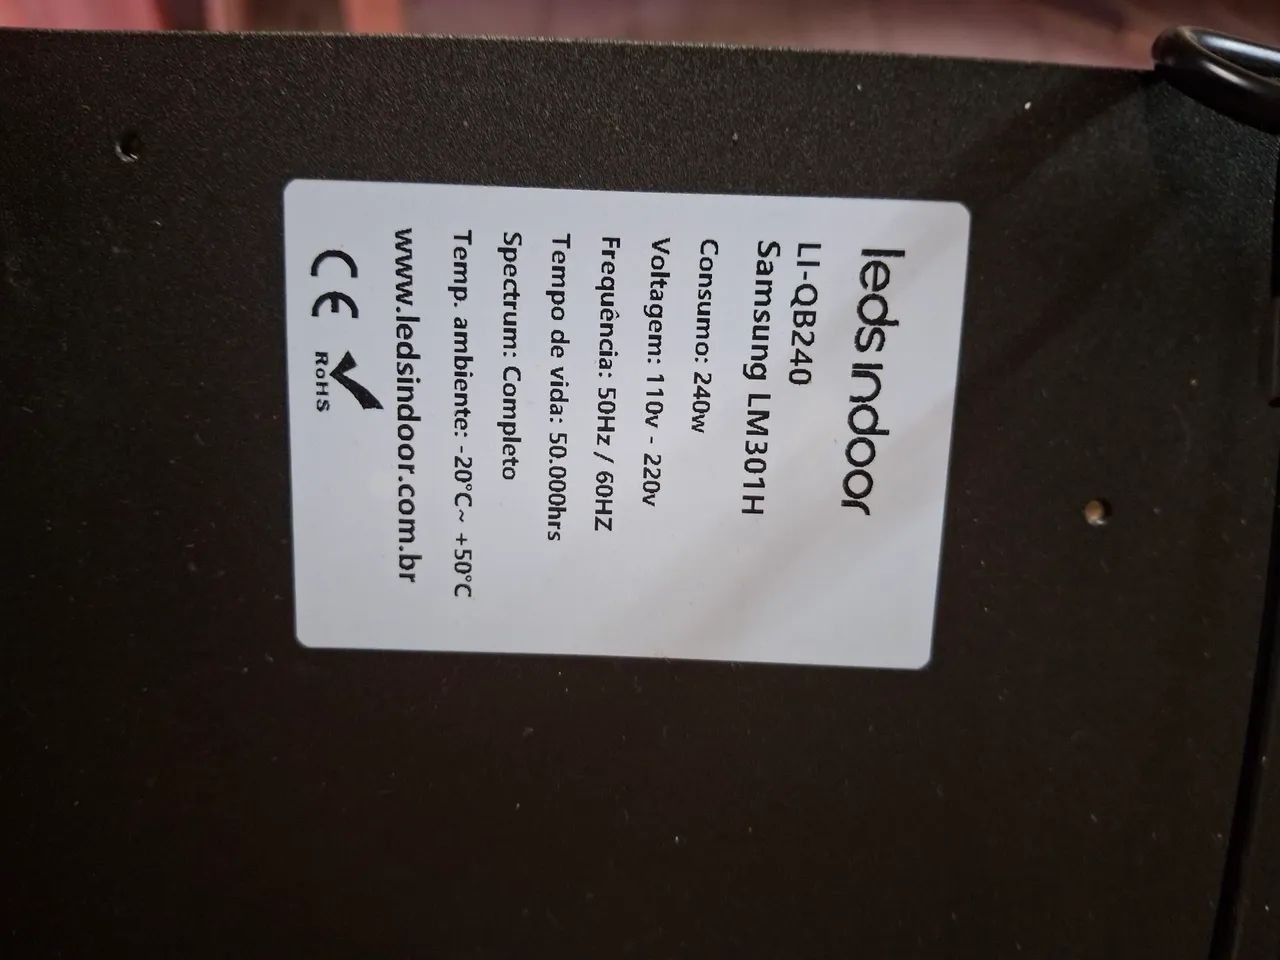 leds indoor
LI-QB240
Samsung LM301H
Consumo: 240w
Voltagem: 110v - 220v
Frequência: 50Hz / 60HZ
Tempo de vida: 50.000hrs
Spectrum: Completo
Temp. ambiente: -20°C~ +50°C
www.ledsindoor.com.br
CE RoHS